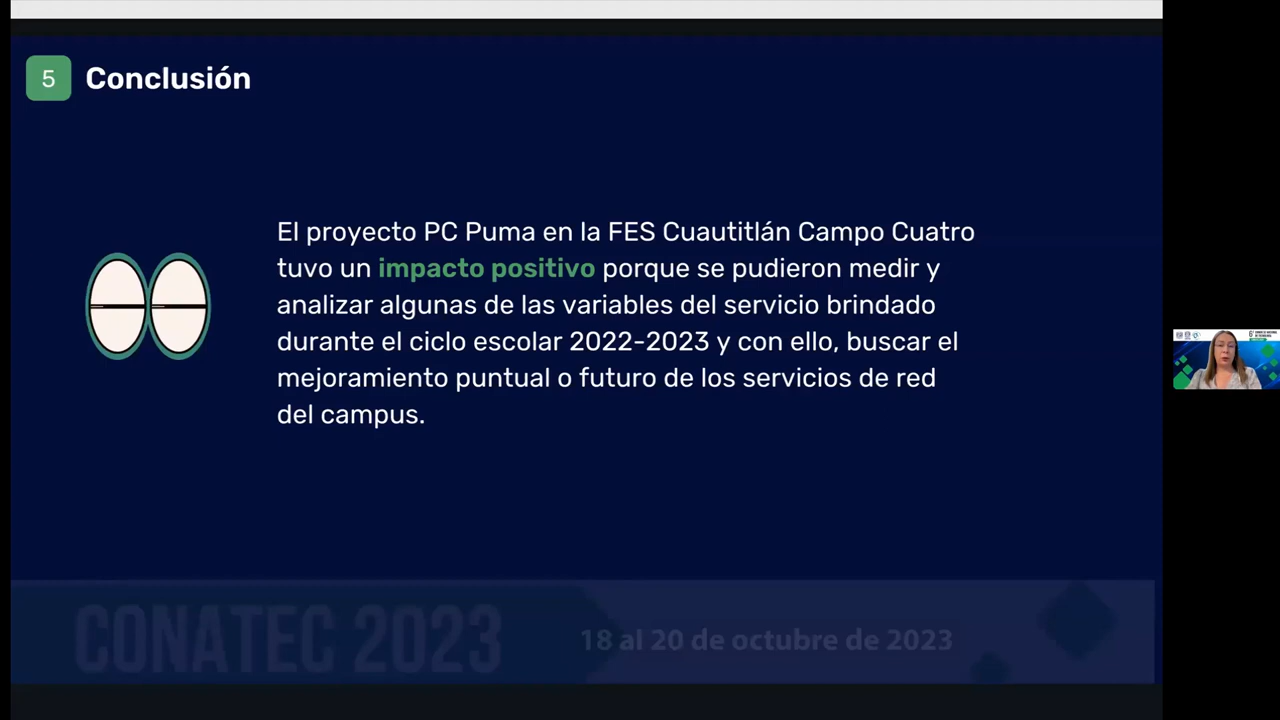 5 Conclusión
El proyecto PC Puma en la FES Cuautitlán Campo Cuatro
tuvo un impacto positivo porque se pudieron medir y
analizar algunas de las variables del servicio brindado
durante el ciclo escolar 2022-2023 y con ello, buscar el
mejoramiento puntual o futuro de los servicios de red
del campus.
CONATEC 2023
18 al 20 de octubre de 2023